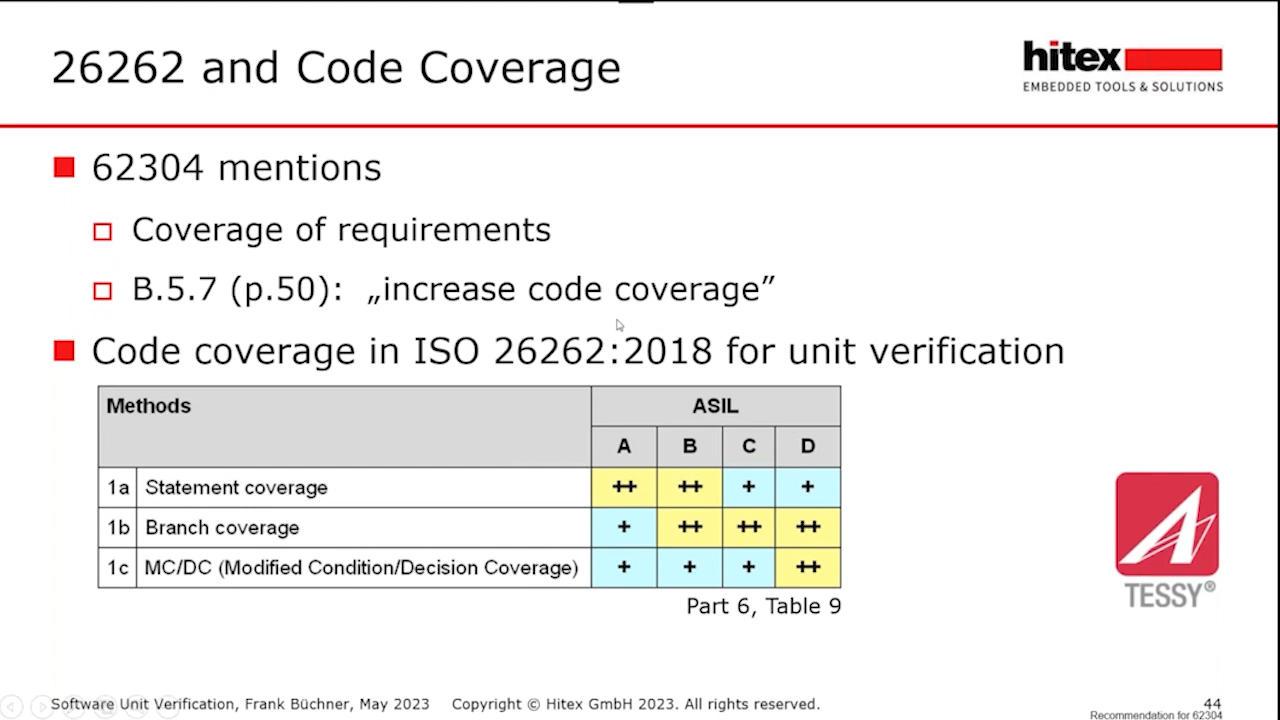 26262 and Code Coverage
hitex
EMBEDDED TOOLS & SOLUTIONS
62304 mentions
Coverage of requirements
B.5.7 (p.50): „increase code coverage”
Code coverage in ISO 26262:2018 for unit verification
Methods ASIL
A B C D
1a Statement coverage ++ ++ + +
1b Branch coverage + ++ ++ ++
1c MC/DC (Modified Condition/Decision Coverage) + + + ++
Part 6, Table 9
TESSY®
Software Unit Verification, Frank Büchner, May 2023 Copyright © Hitex GmbH 2023. All rights reserved. 44
Recommendation for 62304